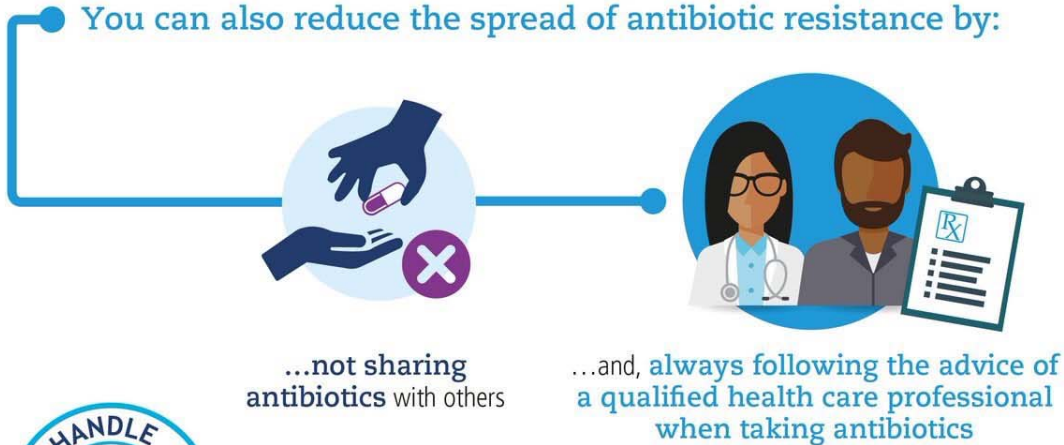 You can also reduce the spread of antibiotic resistance by:
RX
...not sharing
antibiotics with others
...and, always following the advice of
a qualified health care professional
when taking antibiotics
HANDLE